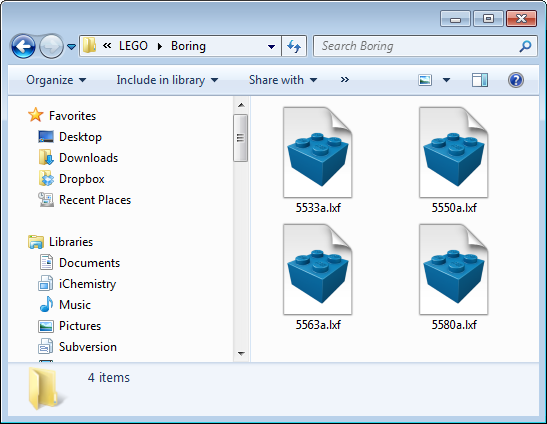 « LEGO Boring
Search Boring
Organize Include in library Share with »
Favorites
Desktop
Downloads
Dropbox
Recent Places
Libraries
Documents
iChemistry
Music
Pictures
Subversion
5533a.lxf 5550a.lxf
5563a.lxf 5580a.lxf
4 items